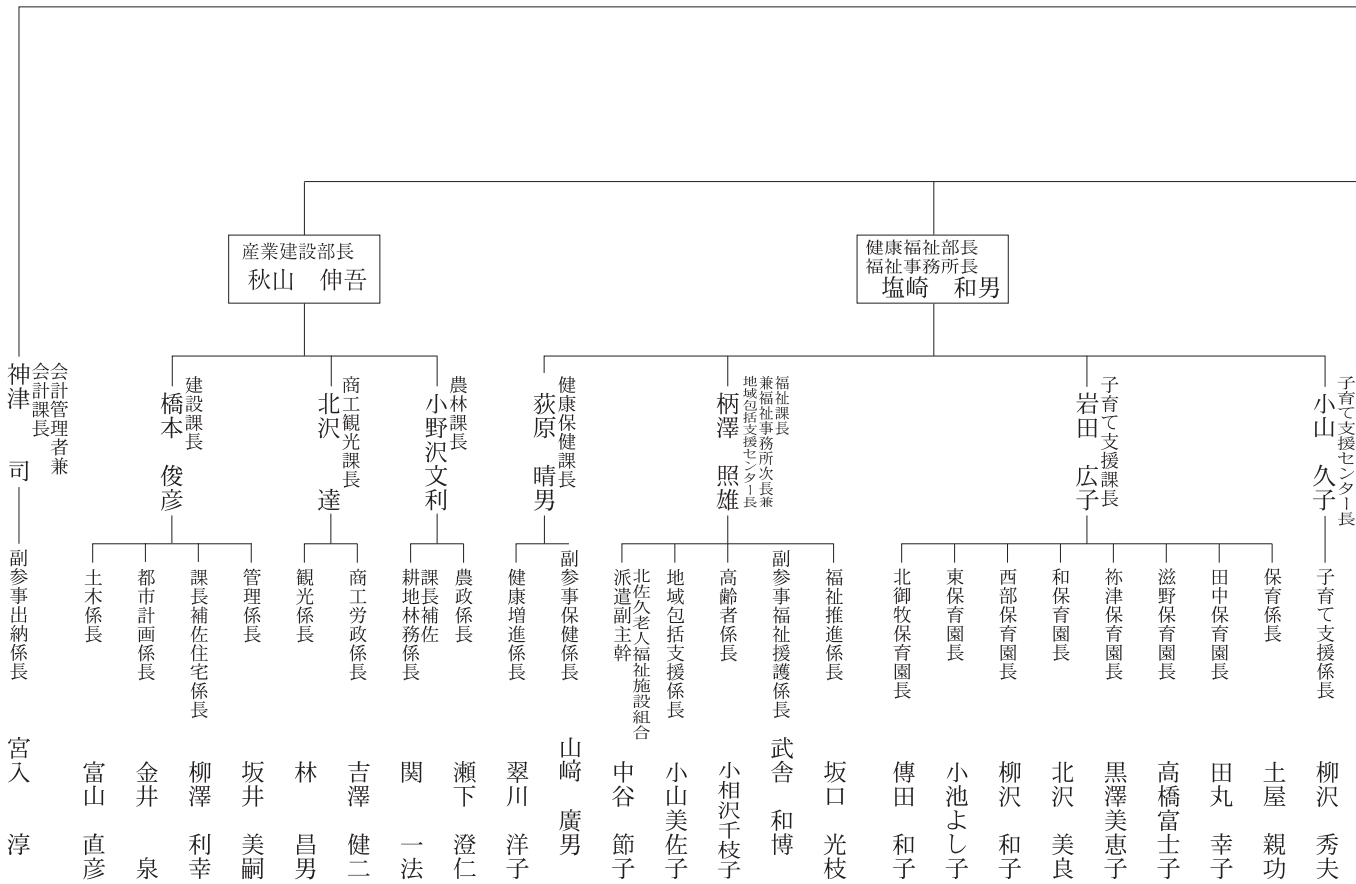 健康福祉部長
福祉事務所長
塩崎　和男
産業建設部長
秋山　伸吾
子育て支援センター長
小山　久子
子育て支援課長
岩田　広子
福祉課長
兼福祉事務所次長兼
地域包括支援センター長
柄澤　照雄
健康保健課長
荻原　晴男
農林課長
小野沢文利
商工観光課長
北沢　達
建設課長
橋本　俊彦
会計管理者兼
会計課長
神津　司
子育て支援係長　柳沢　秀夫
保育係長　土屋　親功
田中保育園長　田丸　幸子
滋野保育園長　高橋富士子
祢津保育園長　黒澤美恵子
和保育園長　北沢　美良
西部保育園長　柳沢　和子
東保育園長　小池よし子
北御牧保育園長　傳田　和子
福祉推進係長　坂口　光枝
副参事福祉援護係長　武舎　和博
高齢者係長　小相沢千枝子
地域包括支援係長　小山美佐子
北佐久老人福祉施設組合
派遣副主幹　中谷　節子
副参事保健係長　山﨑　廣男
健康増進係長　翠川　洋子
農政係長　瀬下　澄仁
課長補佐
耕地林務係長　関　一法
商工労政係長　吉澤　健二
観光係長　林　昌男
管理係長　坂井　美嗣
課長補佐住宅係長　柳澤　利幸
都市計画係長　金井　泉
土木係長　富山　直彦
副参事出納係長　宮入　淳